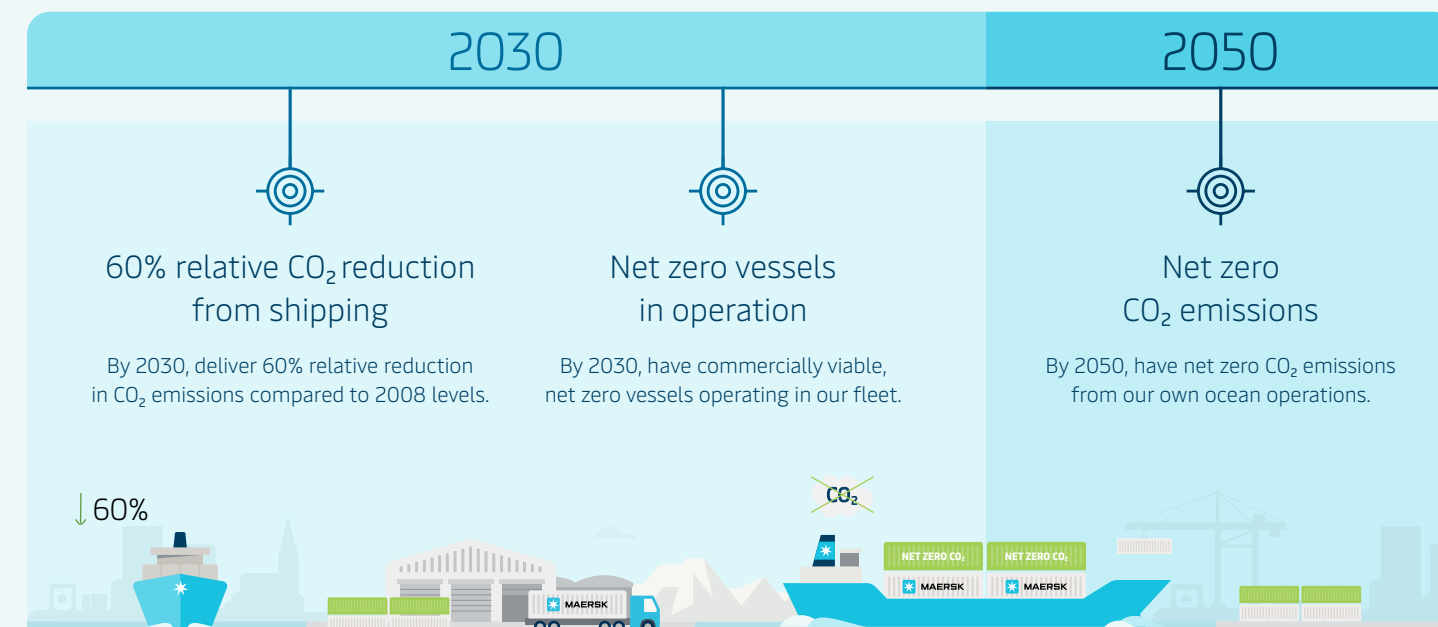 2030
2050
60% relative CO₂ reduction
from shipping
By 2030, deliver 60% relative reduction
in CO₂ emissions compared to 2008 levels.
Net zero vessels
in operation
By 2030, have commercially viable,
net zero vessels operating in our fleet.
Net zero
CO₂ emissions
By 2050, have net zero CO₂ emissions
from our own ocean operations.
60%
CO₂
NET ZERO CO₂
NET ZERO CO₂
MAERSK
MAERSK
MAERSK